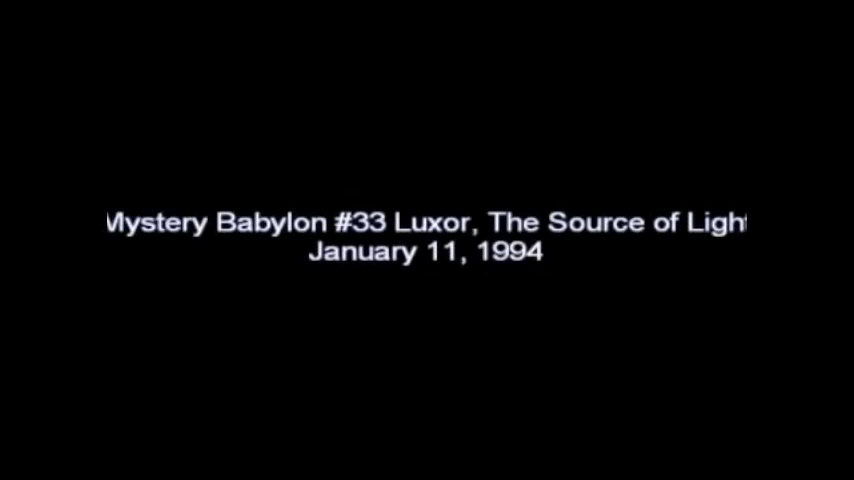 Mystery Babylon #33 Luxor, The Source of Light
January 11, 1994